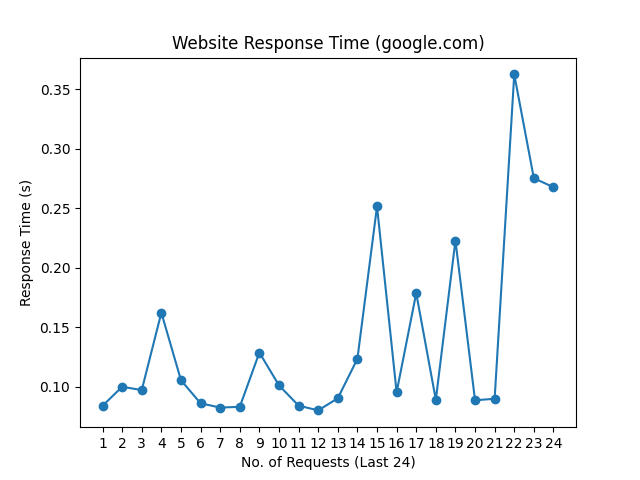 Website Response Time (google.com)
0.35
0.30
0.25
0.20
0.15
0.10
Response Time (s)
1 2 3 4 5 6 7 8 9 10 11 12 13 14 15 16 17 18 19 20 21 22 23 24
No. of Requests (Last 24)